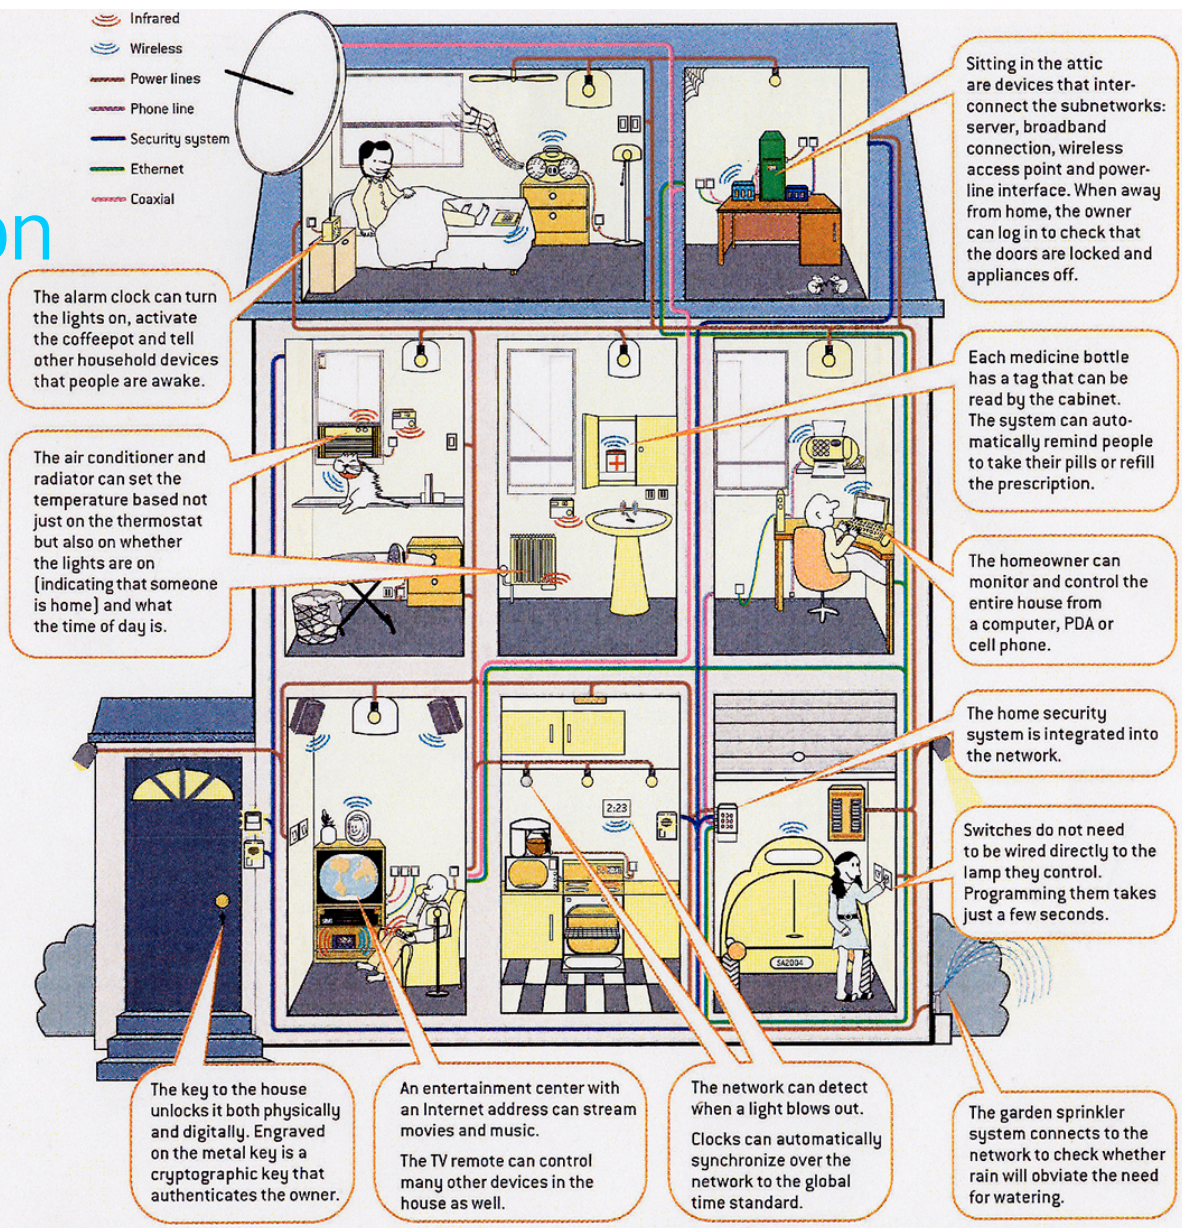 Infrared
Wireless
Power lines
Phone line
Security system
Ethernet
Coaxial
on
Sitting in the attic
are devices that inter-
connect the subnetworks:
server, broadband
connection, wireless
access point and power-
line interface. When away
from home, the owner
can log in to check that
the doors are locked and
appliances off.
The alarm clock can turn
the lights on, activate
the coffeepot and tell
other household devices
that people are awake.
Each medicine bottle
has a tag that can be
read by the cabinet.
The system can auto-
matically remind people
to take their pills or refill
the prescription.
The air conditioner and
radiator can set the
temperature based not
just on the thermostat
but also on whether
the lights are on
(indicating that someone
is home) and what
the time of day is.
The homeowner can
monitor and control the
entire house from
a computer, PDA or
cell phone.
The home security
system is integrated into
the network.
2:23
Switches do not need
to be wired directly to the
lamp they control.
Programming them takes
just a few seconds.
SA2004
The key to the house
unlocks it both physically
and digitally. Engraved
on the metal key is a
cryptographic key that
authenticates the owner.
An entertainment center with
an Internet address can stream
movies and music.
The TV remote can control
many other devices in the
house as well.
The network can detect
when a light blows out.
Clocks can automatically
synchronize over the
network to the global
time standard.
The garden sprinkler
system connects to the
network to check whether
rain will obviate the need
for watering.